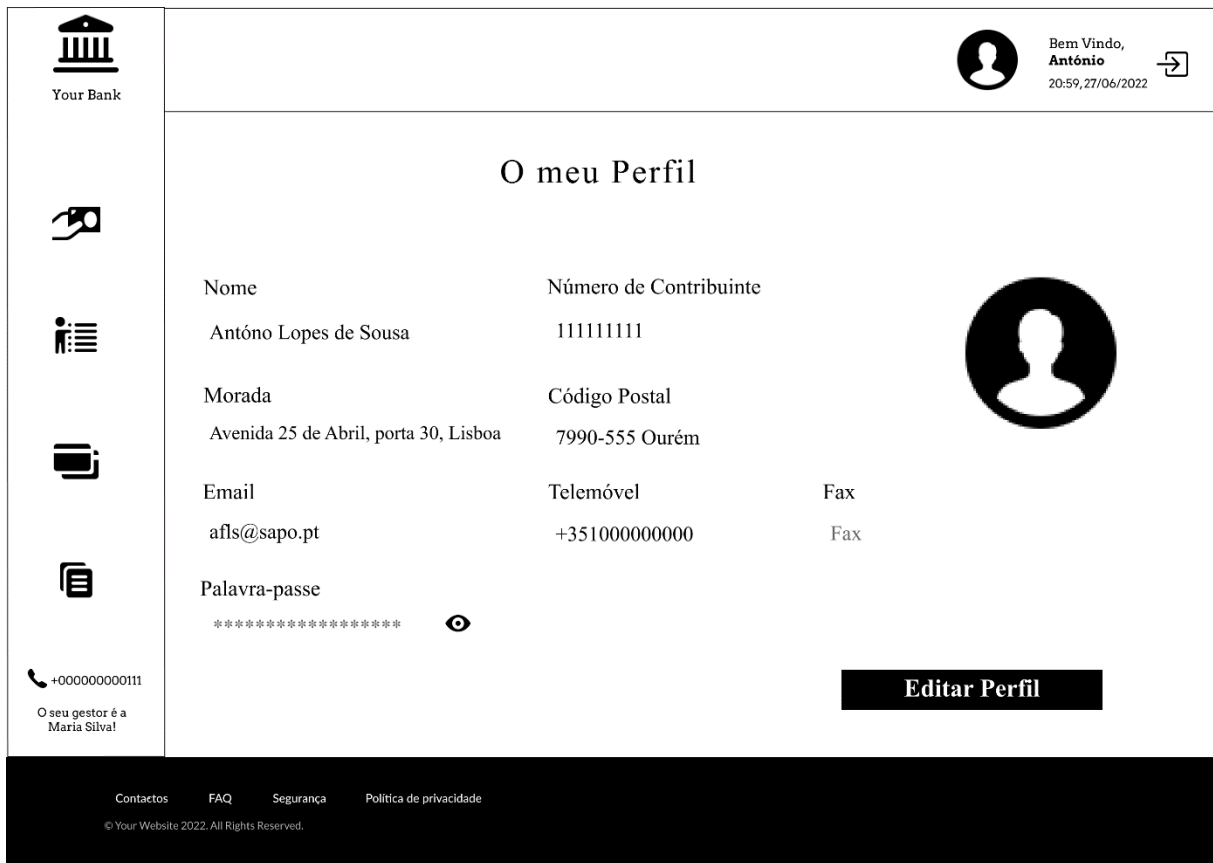 Your Bank
Bem Vindo,
António
20:59, 27/06/2022
O meu Perfil
Nome
Número de Contribuinte
Antóno Lopes de Sousa
111111111
Morada
Código Postal
Avenida 25 de Abril, porta 30, Lisboa
7990-555 Ourém
Email
Telemóvel
Fax
afls@sapo.pt
+351000000000
Fax
Palavra-passe
******************
Editar Perfil
+000000000111
O seu gestor é a
Maria Silva!
Contactos
FAQ
Segurança
Política de privacidade
© Your Website 2022. All Rights Reserved.